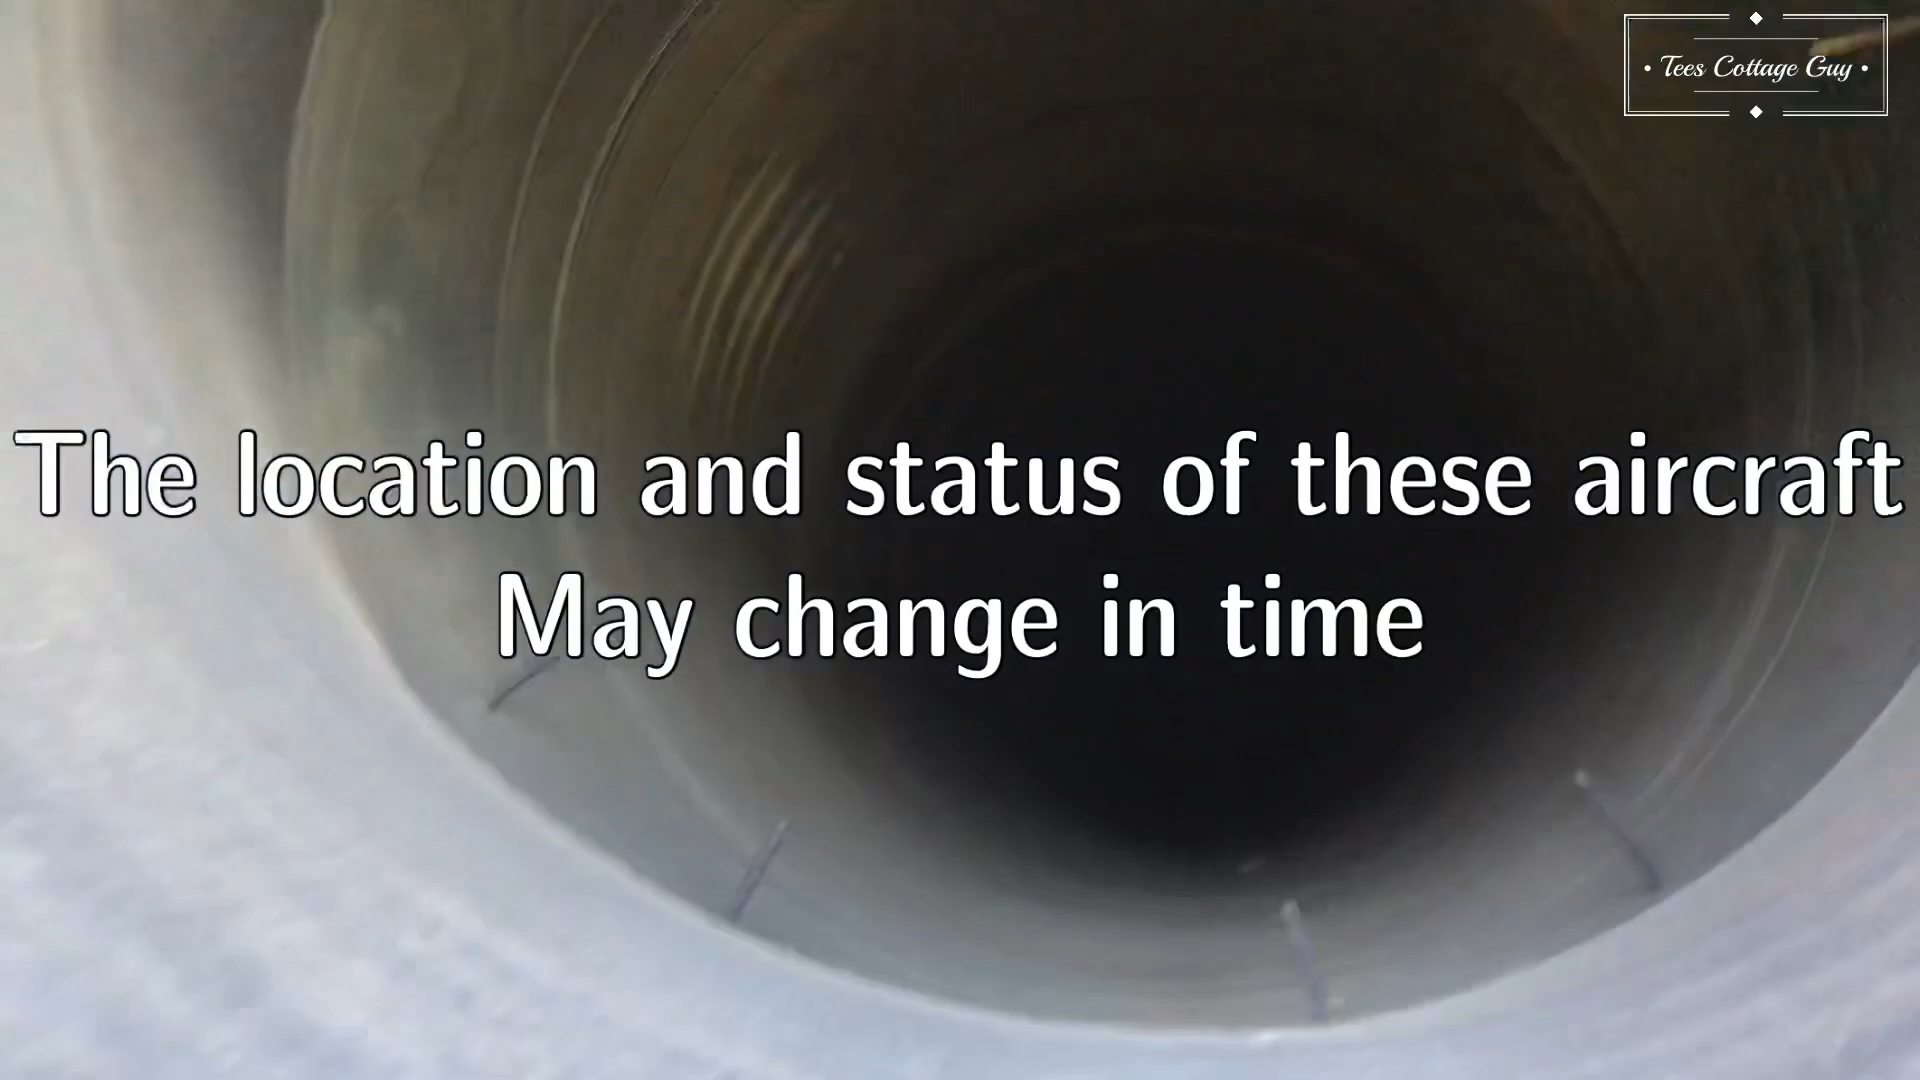 • Tees Cottage Guy •
The location and status of these aircraft
May change in time